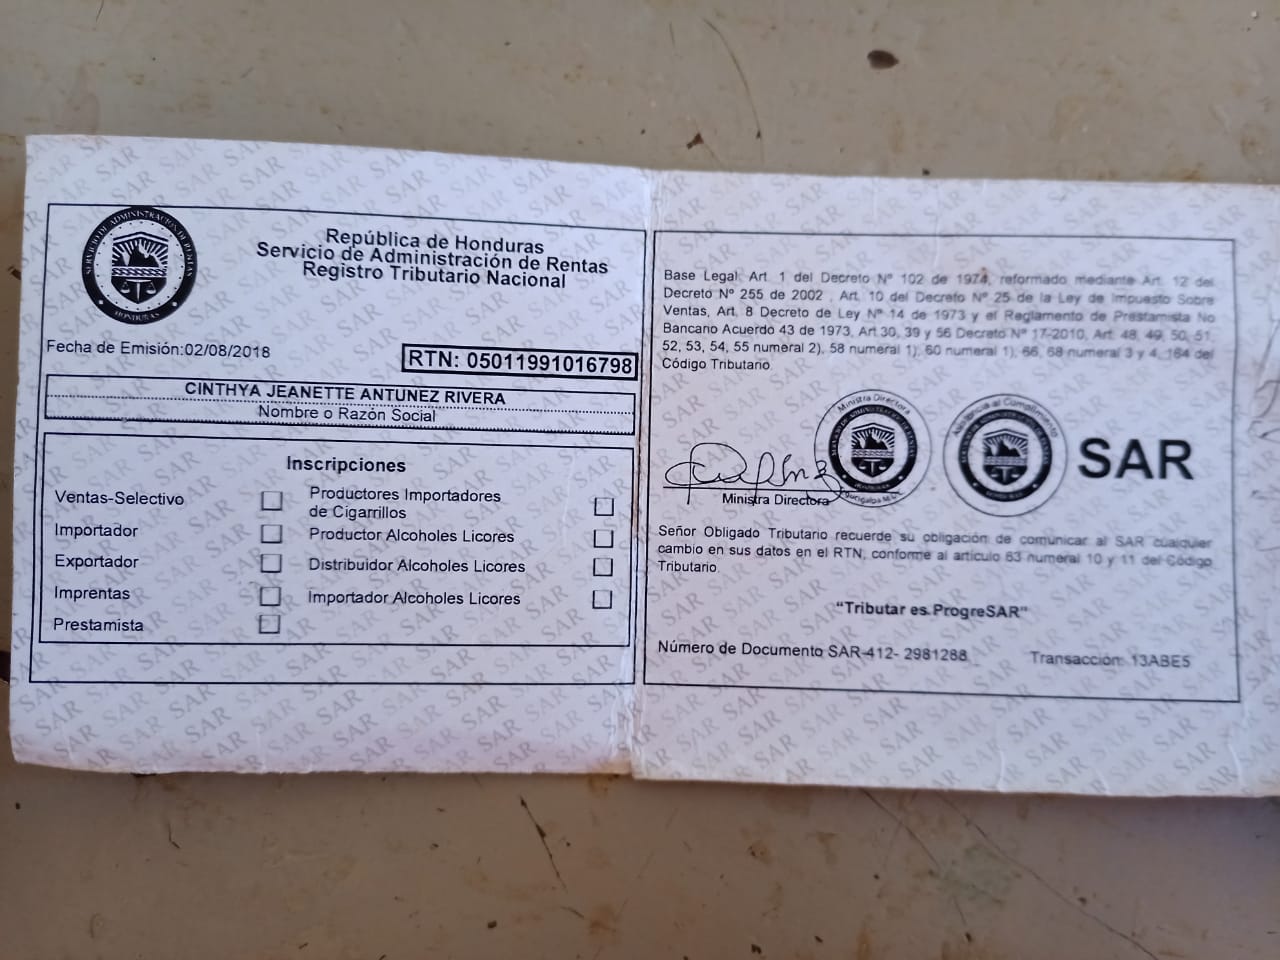 República de Honduras
Servicio de Administración de Rentas
Registro Tributario Nacional
SERVICIO DE ADMINISTRACION DE RENTAS
HONDURAS
Fecha de Emisión:02/08/2018
RTN: 05011991016798
CINTHYA JEANETTE ANTUNEZ RIVERA
Nombre o Razón Social
Inscripciones
Ventas-Selectivo
Importador
Exportador
Imprentas
Prestamista
Productores Importadores
de Cigarrillos
Productor Alcoholes Licores
Distribuidor Alcoholes Licores
Importador Alcoholes Licores
Base Legal: Art. 1 del Decreto Nº 102 de 1974, reformado mediante Art. 12 del
Decreto Nº 255 de 2002 , Art. 10 del Decreto Nº 25 de la Ley de Impuesto Sobre
Ventas, Art. 8 Decreto de Ley Nº 14 de 1973 y el Reglamento de Prestamista No
Bancano Acuerdo 43 de 1973, Art.30, 39 y 56 Decreto Nº 17-2010, Art. 48, 49, 50, 51,
52, 53, 54, 55 numeral 2), 58 numeral 1), 60 numeral 1), 66, 68 numeral 3 y 4, 164 del
Código Tributario.
Ministra Directora
SAR
Ministra Directora
Señor Obligado Tributario recuerde su obligación de comunicar al SAR cualquier
cambio en sus datos en el RTN, conforme al artículo 63 numeral 10 y 11 del Código
Tributario.
"Tributar es ProgreSAR"
Número de Documento SAR-412- 2981288
Transacción: 13ABE5